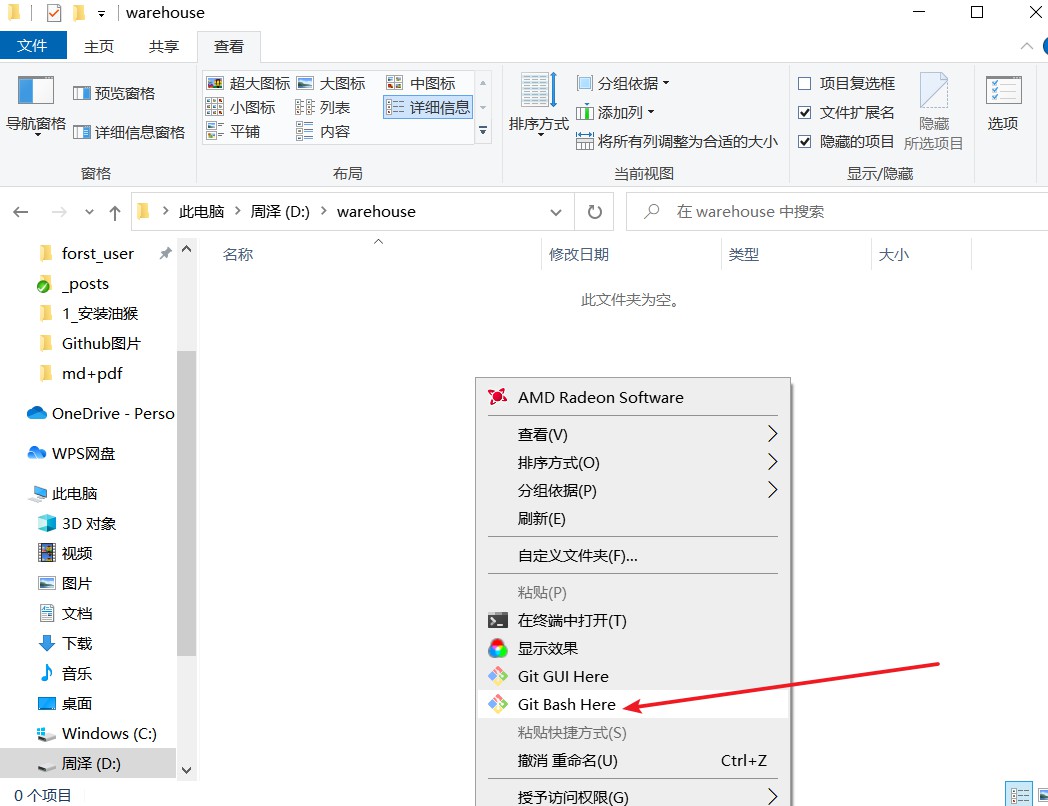 warehouse
文件 主页 共享 查看
导航窗格 预览窗格 详细信息窗格
窗格
超大图标 大图标 中图标
小图标 列表 详细信息
平铺 内容
布局
排序方式 分组依据
添加列
将所有列调整为合适的大小
当前视图
项目复选框
文件扩展名
隐藏的项目
隐藏
所选项目
显示/隐藏
选项
此电脑 周泽 (D:) warehouse
在 warehouse 中搜索
forst_user
_posts
1_安装油猴
Github图片
md+pdf
OneDrive - Perso
WPS网盘
此电脑
3D 对象
视频
图片
文档
下载
音乐
桌面
Windows (C:)
周泽 (D:)
名称 修改日期 类型 大小
此文件夹为空。
AMD Radeon Software
查看(V)
排序方式(O)
分组依据(P)
刷新(E)
自定义文件夹(F)...
粘贴(P)
在终端中打开(T)
显示效果
Git GUI Here
Git Bash Here
粘贴快捷方式(S)
撤消 重命名(U) Ctrl+Z
授予访问权限(G)
0 个项目